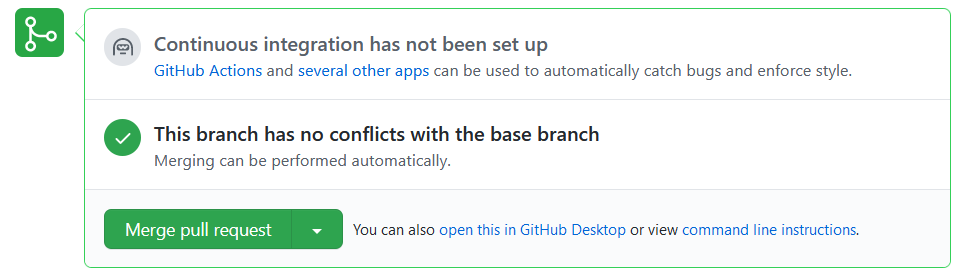 Continuous integration has not been set up
GitHub Actions and several other apps can be used to automatically catch bugs and enforce style.
This branch has no conflicts with the base branch
Merging can be performed automatically.
Merge pull request
You can also open this in GitHub Desktop or view command line instructions.